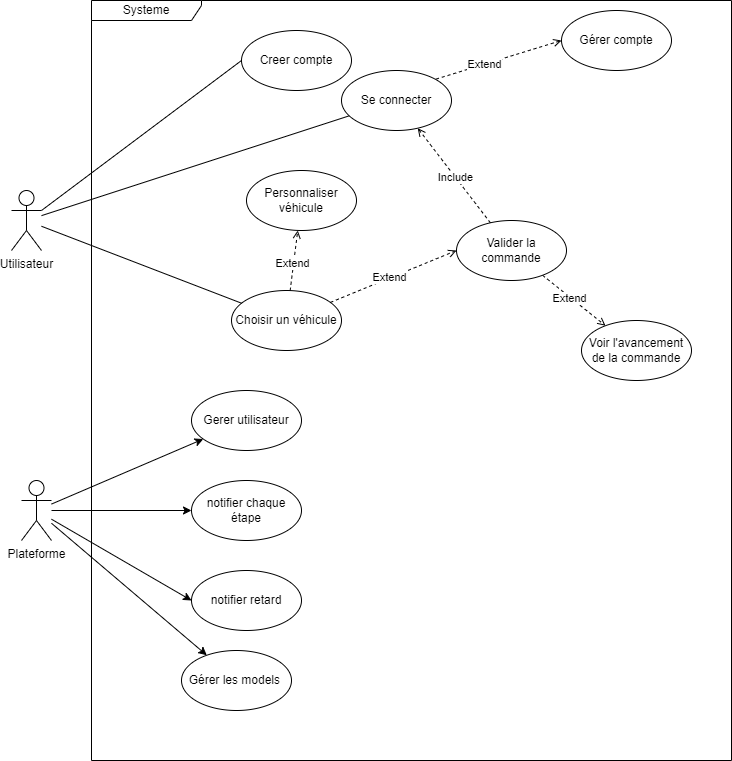 Systeme
Creer compte
Gérer compte
Extend
Se connecter
Include
Personnaliser
véhicule
Valider la
commande
Utilisateur
Extend
Extend
Extend
Choisir un véhicule
Voir l'avancement
de la commande
Gerer utilisateur
notifier chaque
étape
Plateforme
notifier retard
Gérer les models